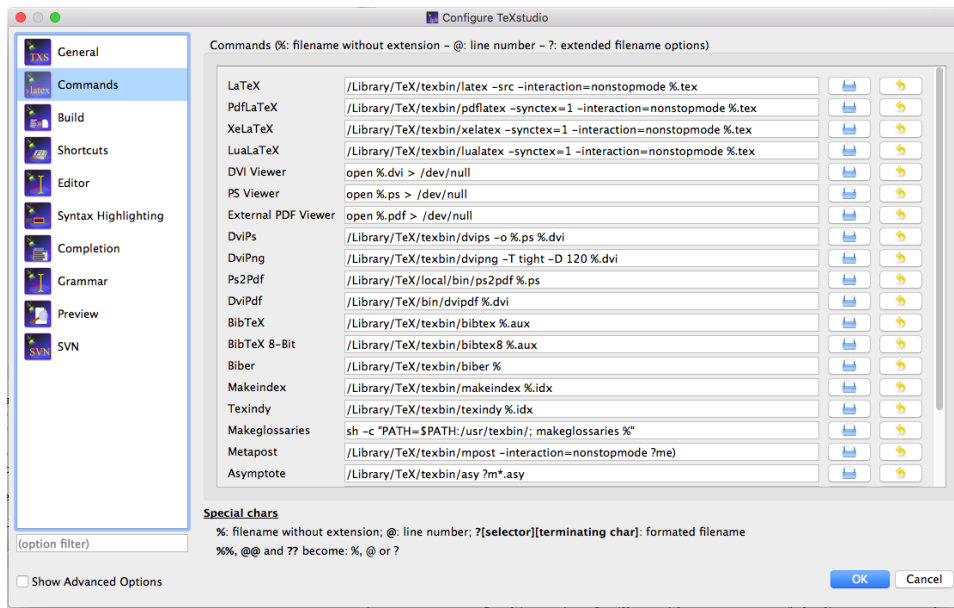 Configure TeXstudio
General
Commands
Build
Shortcuts
Editor
Syntax Highlighting
Completion
Grammar
Preview
SVN
(option filter)
Show Advanced Options
Commands (%: filename without extension – @: line number – ?: extended filename options)
LaTeX /Library/TeX/texbin/latex -src -interaction=nonstopmode %.tex
PdfLaTeX /Library/TeX/texbin/pdflatex -synctex=1 -interaction=nonstopmode %.tex
XeLaTeX /Library/TeX/texbin/xelatex -synctex=1 -interaction=nonstopmode %.tex
LuaLaTeX /Library/TeX/texbin/lualatex -synctex=1 -interaction=nonstopmode %.tex
DVI Viewer open %.dvi > /dev/null
PS Viewer open %.ps > /dev/null
External PDF Viewer open %.pdf > /dev/null
DviPs /Library/TeX/texbin/dvips -o %.ps %.dvi
DviPng /Library/TeX/texbin/dvipng -T tight -D 120 %.dvi
Ps2Pdf /Library/TeX/local/bin/ps2pdf %.ps
DviPdf /Library/TeX/bin/dvipdf %.dvi
BibTeX /Library/TeX/texbin/bibtex %.aux
BibTeX 8-Bit /Library/TeX/texbin/bibtex8 %.aux
Biber /Library/TeX/texbin/biber %
Makeindex /Library/TeX/texbin/makeindex %.idx
Texindy /Library/TeX/texbin/texindy %.idx
Makeglossaries sh -c "PATH=$PATH:/usr/texbin/; makeglossaries %"
Metapost /Library/TeX/texbin/mpost -interaction=nonstopmode ?me)
Asymptote /Library/TeX/texbin/asy ?m*.asy
Special chars
%: filename without extension; @: line number; ?[selector][terminating char]: formated filename
%%, @@ and ?? become: %, @ or ?
OK Cancel